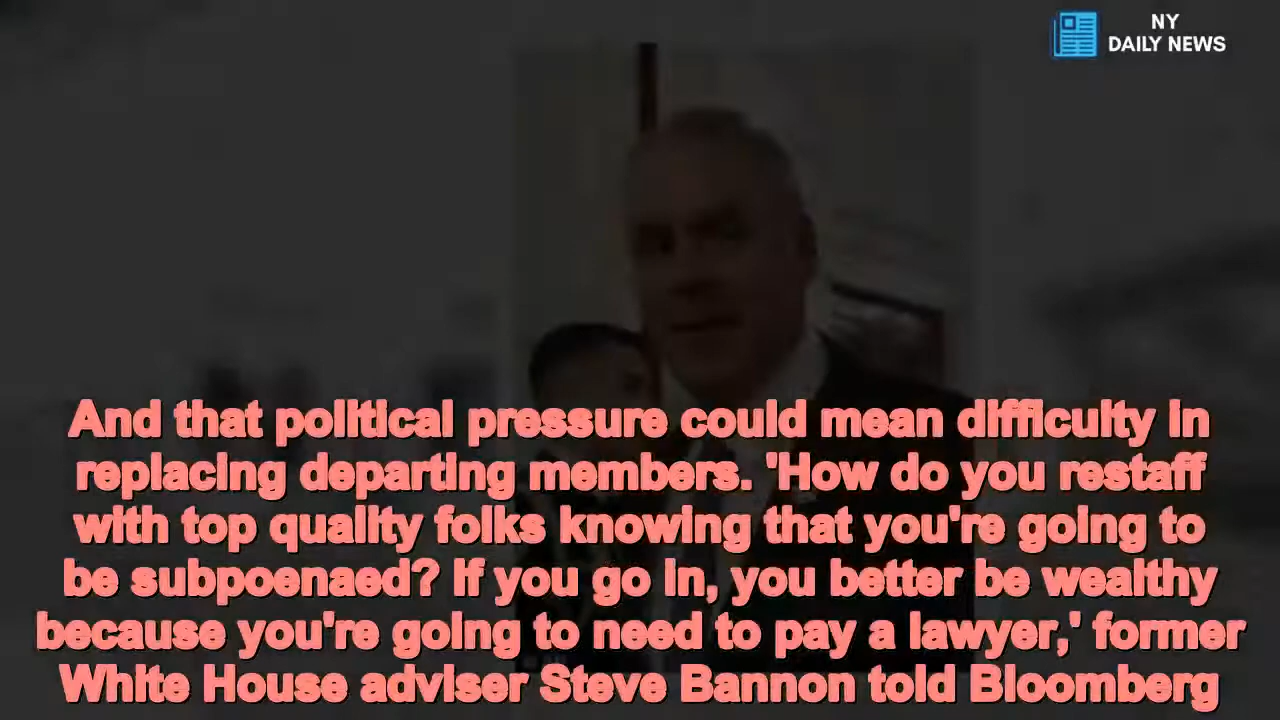 NY
DAILY NEWS
And that political pressure could mean difficulty in
replacing departing members. 'How do you restaff
with top quality folks knowing that you're going to
be subpoenaed? If you go in, you better be wealthy
because you're going to need to pay a lawyer,' former
White House adviser Steve Bannon told Bloomberg